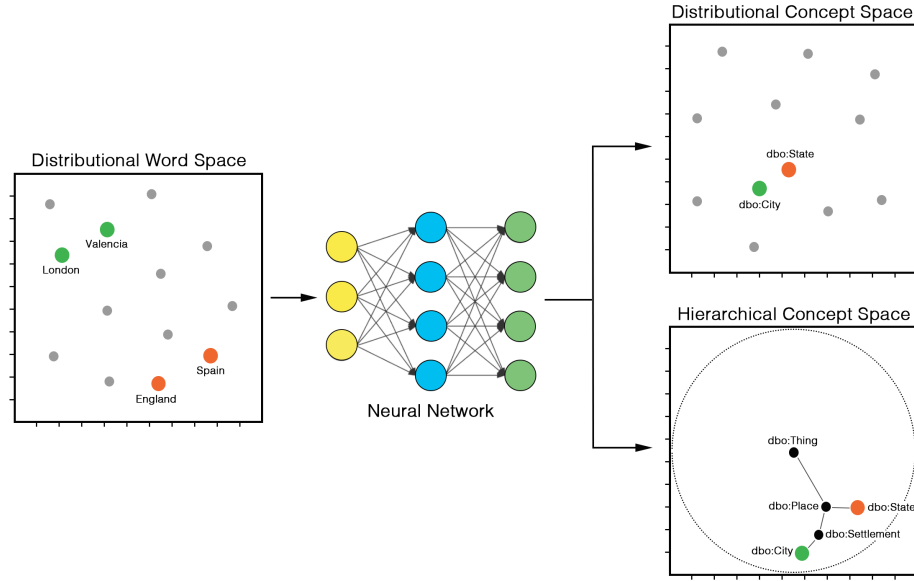 Distributional Concept Space
dbo:State
dbo:City
Distributional Word Space
Valencia
London
Spain
England
Neural Network
Hierarchical Concept Space
dbo:Thing
dbo:Place
dbo:State
dbo:Settlement
dbo:City